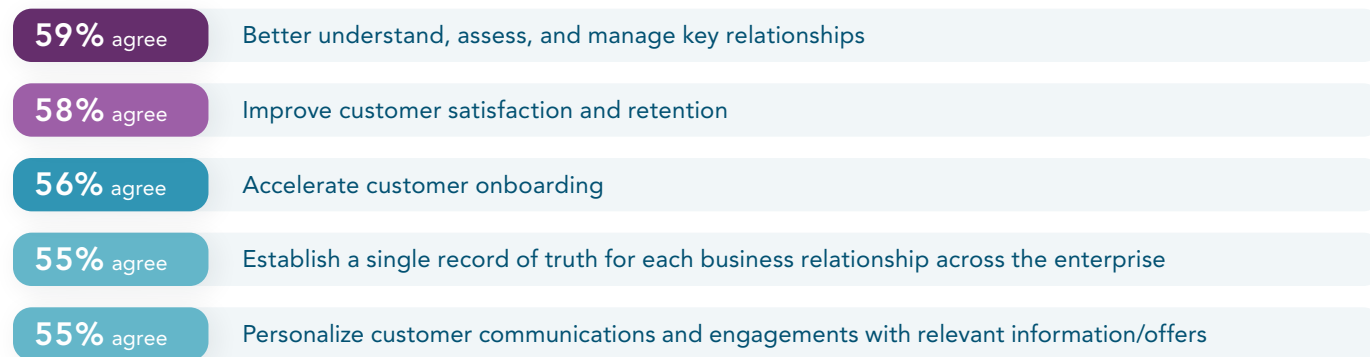 59% agree Better understand, assess, and manage key relationships
58% agree Improve customer satisfaction and retention
56% agree Accelerate customer onboarding
55% agree Establish a single record of truth for each business relationship across the enterprise
55% agree Personalize customer communications and engagements with relevant information/offers